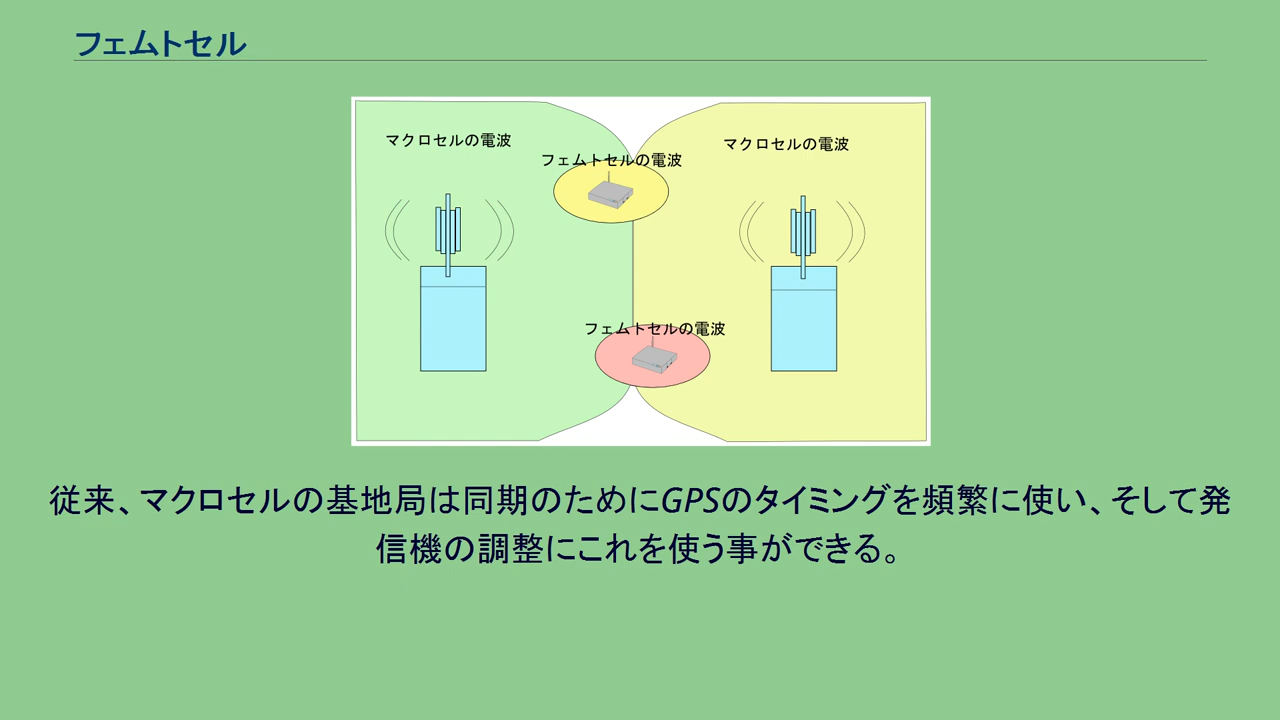 フェムトセル
マクロセルの電波
マクロセルの電波
フェムトセルの電波
フェムトセルの電波
従来、マクロセルの基地局は同期のためにGPSのタイミングを頻繁に使い、そして発
信機の調整にこれを使う事ができる。